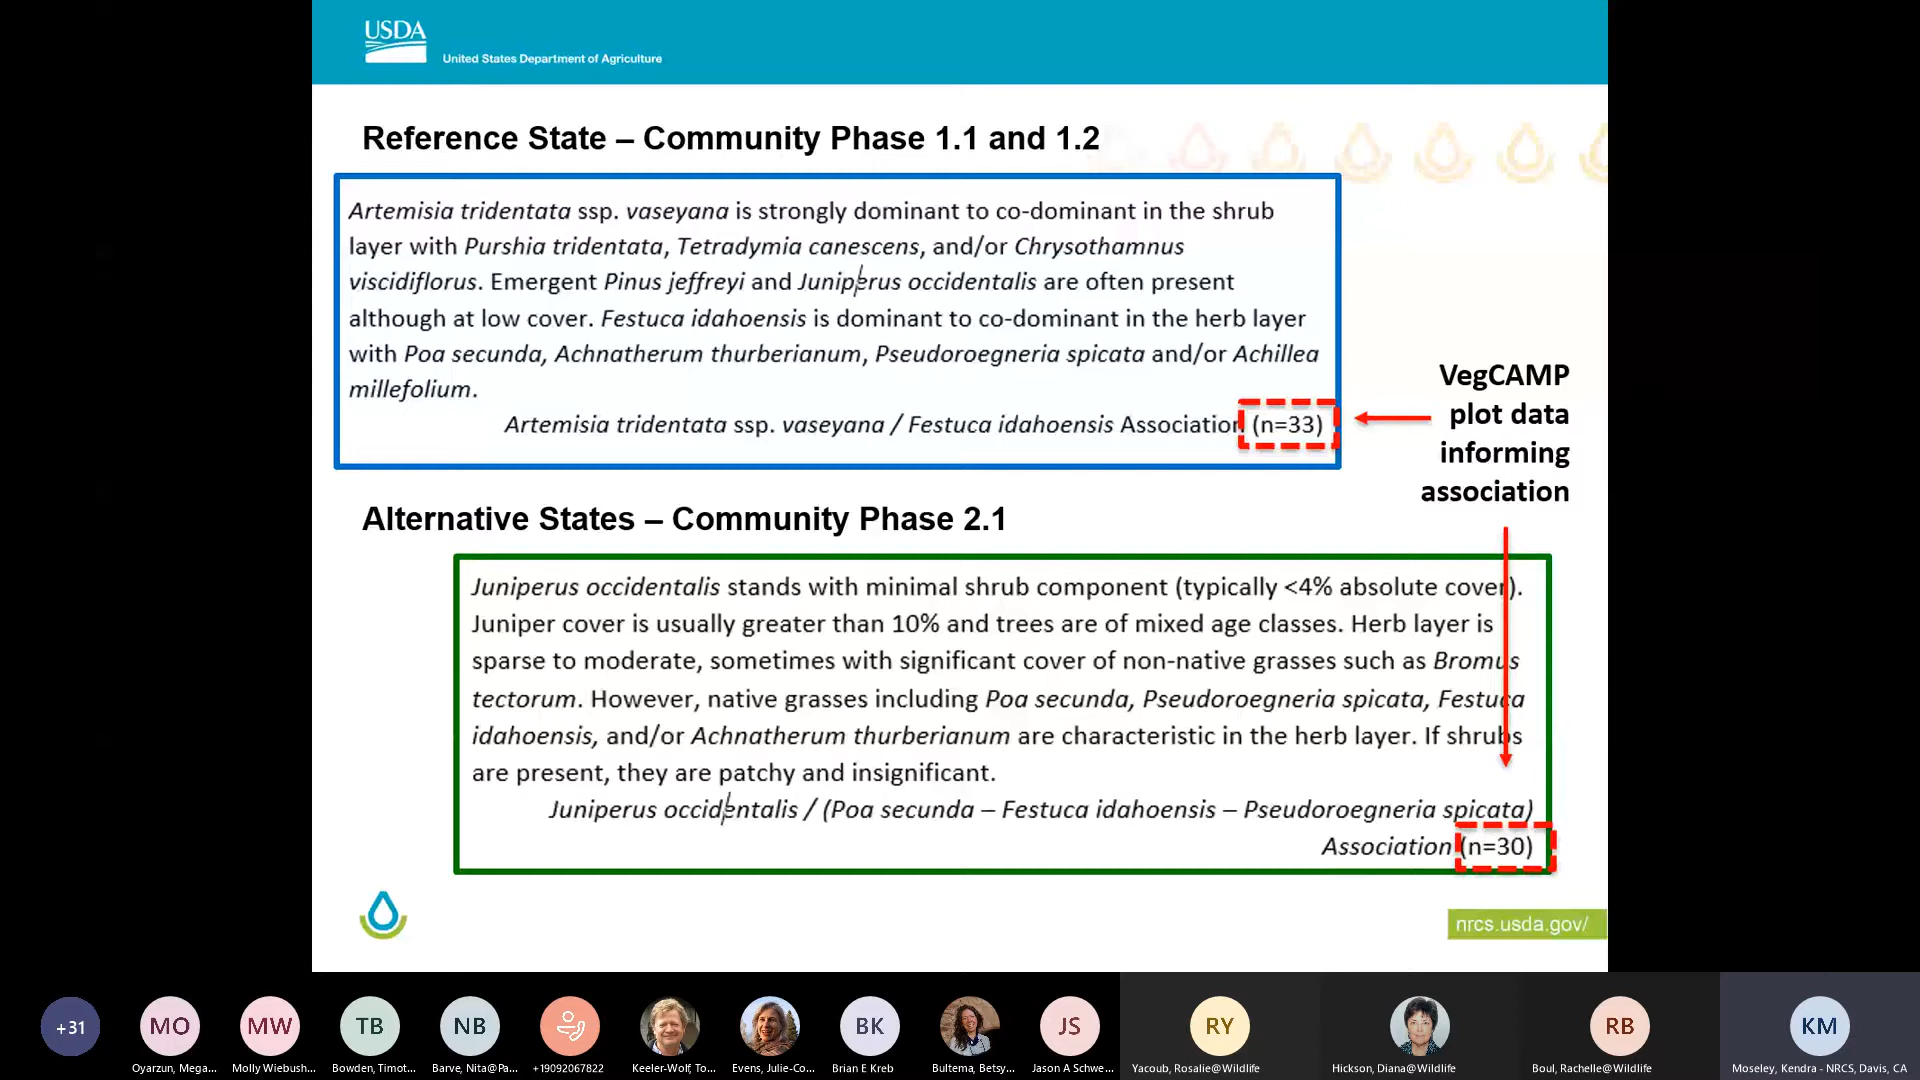 USDA
United States Department of Agriculture
Reference State – Community Phase 1.1 and 1.2
Artemisia tridentata ssp. vaseyana is strongly dominant to co-dominant in the shrub
layer with Purshia tridentata, Tetradymia canescens, and/or Chrysothamnus
viscidiflorus. Emergent Pinus jeffreyi and Juniperus occidentalis are often present
although at low cover. Festuca idahoensis is dominant to co-dominant in the herb layer
with Poa secunda, Achnatherum thurberianum, Pseudoroegneria spicata and/or Achillea
millefolium.
Artemisia tridentata ssp. vaseyana / Festuca idahoensis Association (n=33)
VegCAMP
plot data
informing
association
Alternative States – Community Phase 2.1
Juniperus occidentalis stands with minimal shrub component (typically <4% absolute cover).
Juniper cover is usually greater than 10% and trees are of mixed age classes. Herb layer is
sparse to moderate, sometimes with significant cover of non-native grasses such as Bromus
tectorum. However, native grasses including Poa secunda, Pseudoroegneria spicata, Festuca
idahoensis, and/or Achnatherum thurberianum are characteristic in the herb layer. If shrubs
are present, they are patchy and insignificant.
Juniperus occidentalis / (Poa secunda – Festuca idahoensis – Pseudoroegneria spicata)
Association (n=30)
nrcs.usda.gov/
+31
MO
MW
TB
NB
BK
JS
RY
RB
KM
Oyarzun, Mega...
Molly Wiebush...
Bowden, Timot...
Barve, Nita@Pa...
+19092067822
Keeler-Wolf, To...
Evens, Julie-Co...
Brian E Kreb
Bultema, Betsy...
Jason A Schwe...
Yacoub, Rosalie@Wildlife
Hickson, Diana@Wildlife
Boul, Rachelle@Wildlife
Moseley, Kendra - NRCS, Davis, CA